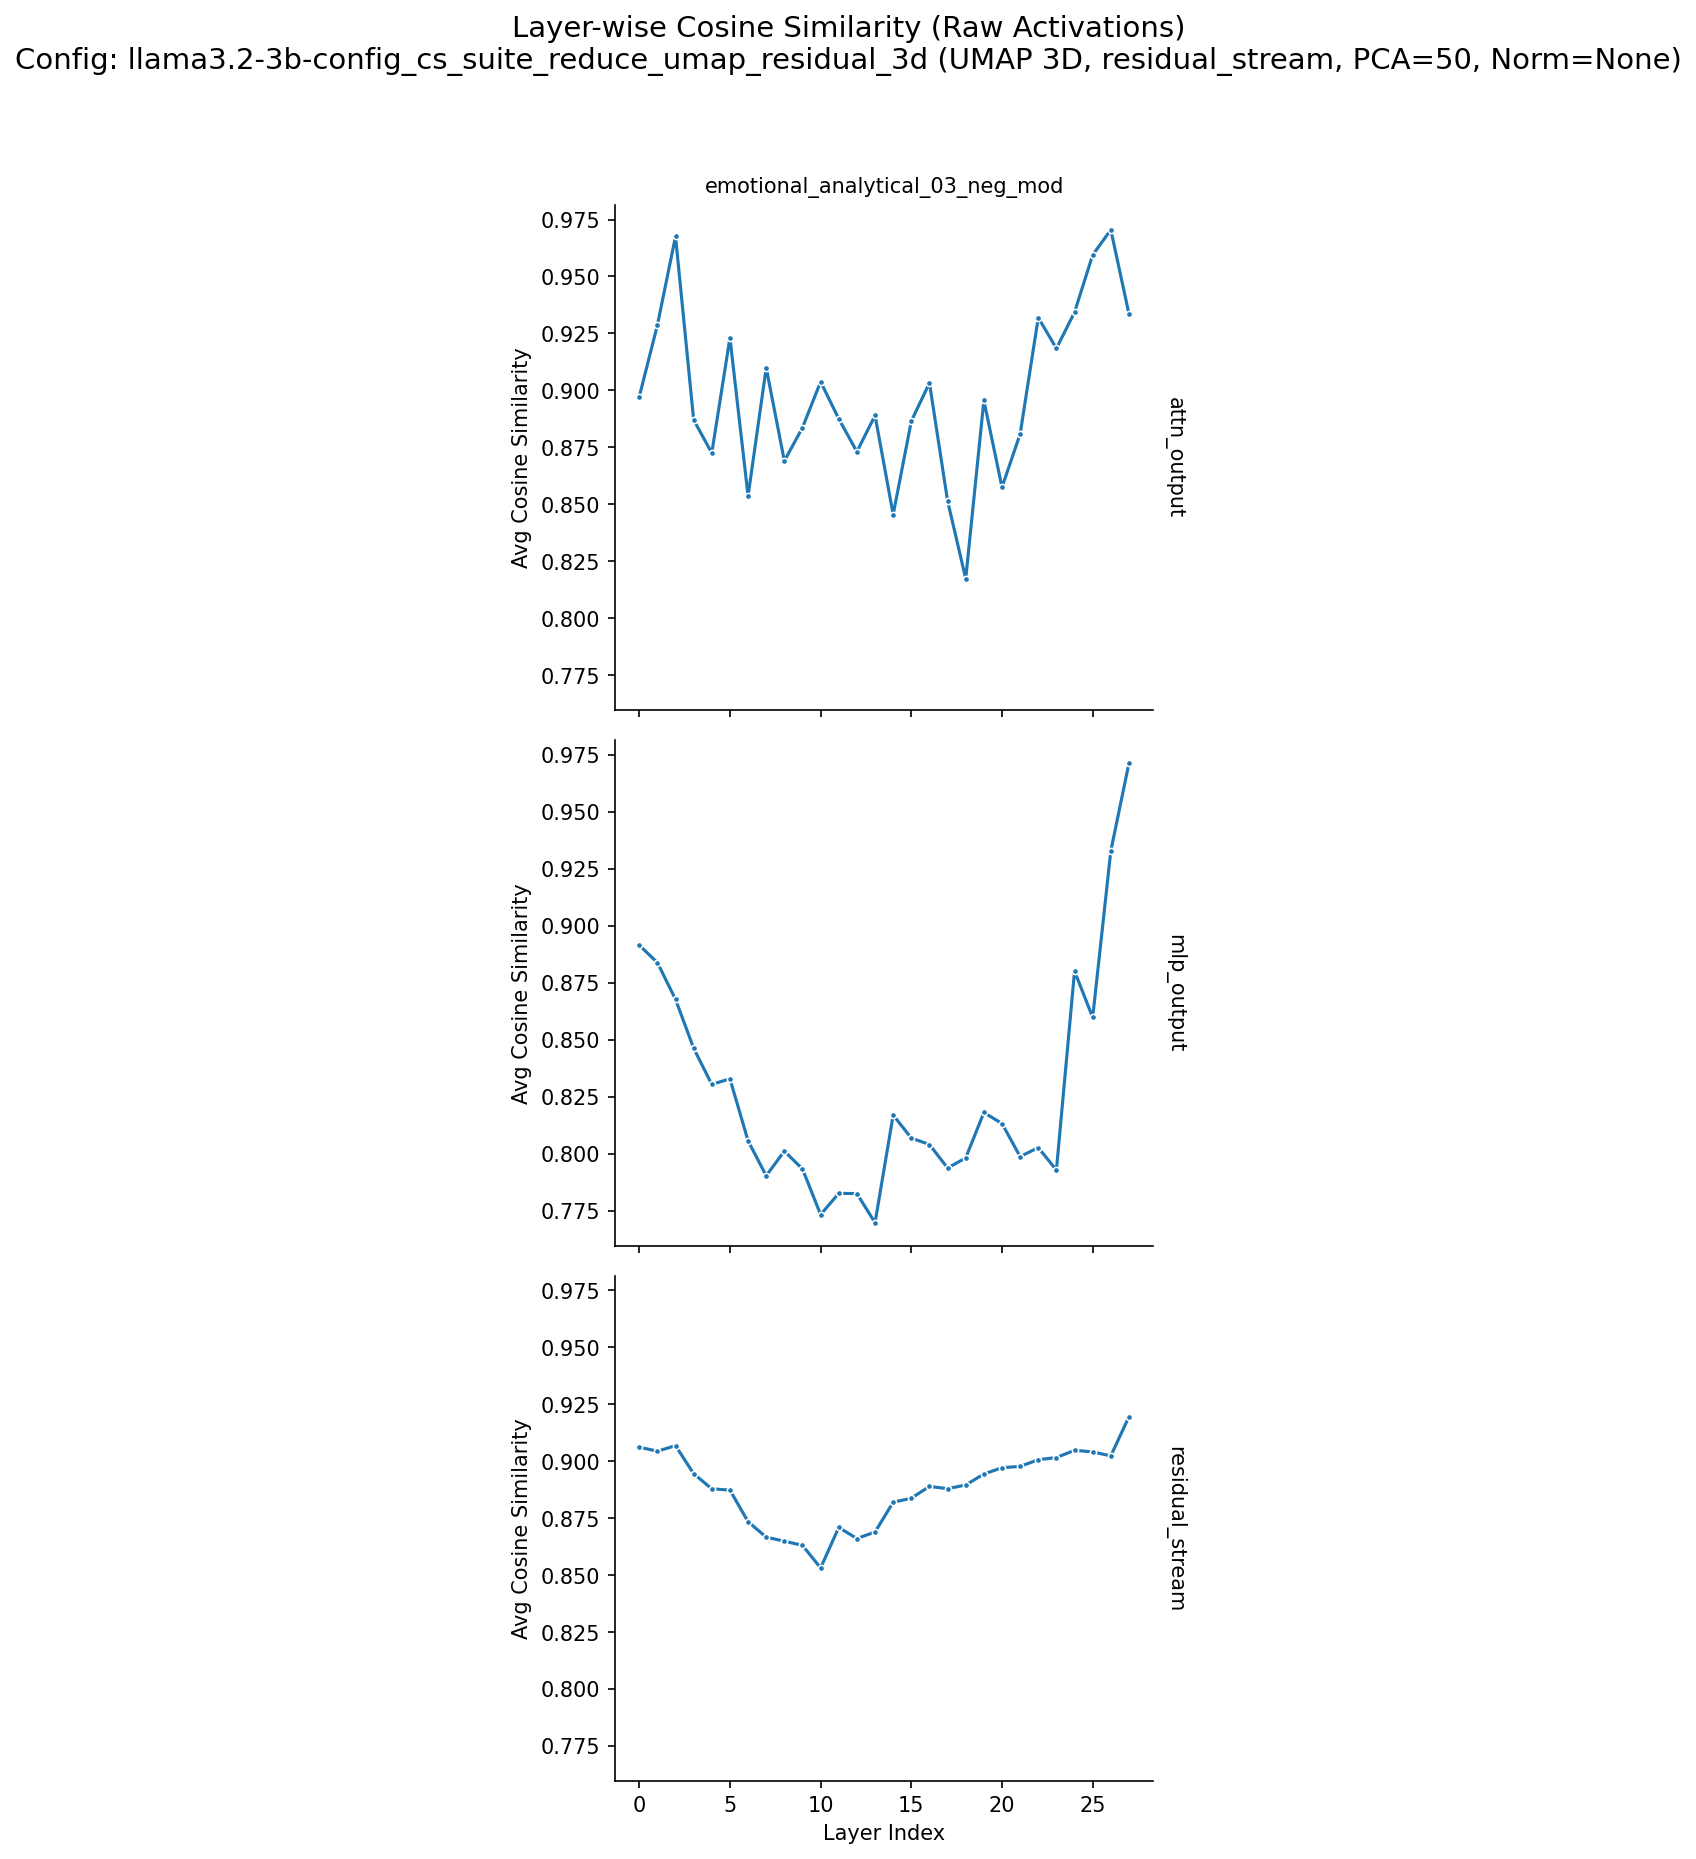 Layer-wise Cosine Similarity (Raw Activations)
Config: llama3.2-3b-config_cs_suite_reduce_umap_residual_3d (UMAP 3D, residual_stream, PCA=50, Norm=None)
emotional_analytical_03_neg_mod
0.975
0.950
0.925
0.900
0.875
0.850
0.825
0.800
0.775
Avg Cosine Similarity
attn_output
0.975
0.950
0.925
0.900
0.875
0.850
0.825
0.800
0.775
Avg Cosine Similarity
mlp_output
0.975
0.950
0.925
0.900
0.875
0.850
0.825
0.800
0.775
Avg Cosine Similarity
residual_stream
0 5 10 15 20 25
Layer Index